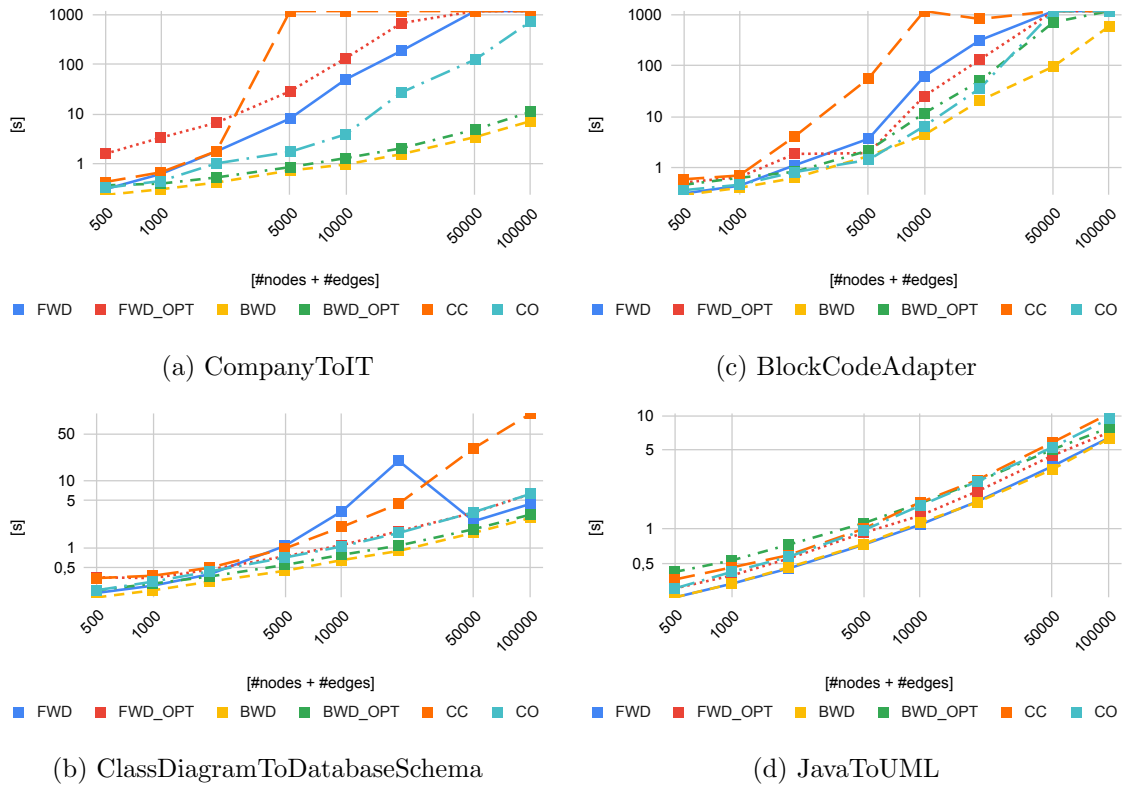 1000
100
10
1
[s]
500
1000
5000
10000
50000
100000
[#nodes + #edges]
FWD FWD_OPT BWD BWD_OPT CC CO
(a) CompanyToIT
1000
100
10
1
[s]
500
1000
5000
10000
50000
100000
[#nodes + #edges]
FWD FWD_OPT BWD BWD_OPT CC CO
(c) BlockCodeAdapter
50
10
5
1
0.5
[s]
500
1000
5000
10000
50000
100000
[#nodes + #edges]
FWD FWD_OPT BWD BWD_OPT CC CO
(b) ClassDiagramToDatabaseSchema
10
5
1
0,5
[s]
500
1000
5000
10000
50000
100000
[#nodes + #edges]
FWD FWD_OPT BWD BWD_OPT CC CO
(d) JavaToUML